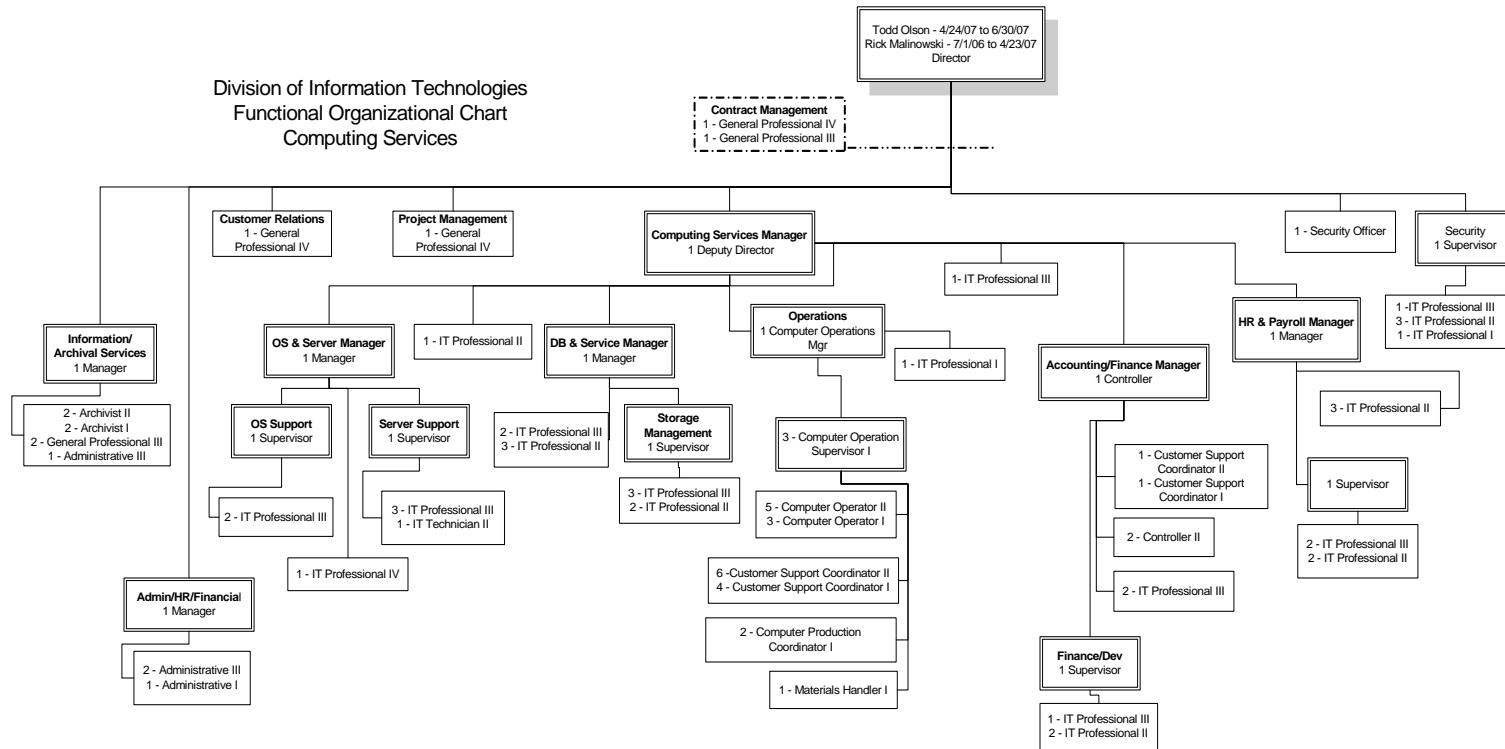 Todd Olson - 4/24/07 to 6/30/07
Rick Malinowski - 7/1/06 to 4/23/07
Director
Division of Information Technologies
Functional Organizational Chart
Computing Services
Contract Management
1 - General Professional IV
1 - General Professional III
Customer Relations
1 - General
Professional IV
Project Management
1 - General
Professional IV
Computing Services Manager
1 Deputy Director
1 - Security Officer
Security
1 Supervisor
1- IT Professional III
1 -IT Professional III
3 - IT Professional II
1 - IT Professional I
Information/
Archival Services
1 Manager
OS & Server Manager
1 Manager
1 - IT Professional II
DB & Service Manager
1 Manager
Operations
1 Computer Operations
Mgr
1 - IT Professional I
Accounting/Finance Manager
1 Controller
HR & Payroll Manager
1 Manager
3 - IT Professional II
2 - Archivist II
2 - Archivist I
2 - General Professional III
1 - Administrative III
OS Support
1 Supervisor
Server Support
1 Supervisor
2 - IT Professional III
3 - IT Professional II
Storage
Management
1 Supervisor
3 - Computer Operation
Supervisor I
1 - Customer Support
Coordinator II
1 - Customer Support
Coordinator I
1 Supervisor
2 - IT Professional III
3 - IT Professional III
1 - IT Technician II
3 - IT Professional III
2 - IT Professional II
5 - Computer Operator II
3 - Computer Operator I
2 - Controller II
2 - IT Professional III
2 - IT Professional II
1 - IT Professional IV
6 -Customer Support Coordinator II
4 - Customer Support Coordinator I
2 - IT Professional III
Admin/HR/Financial
1 Manager
2 - Computer Production
Coordinator I
Finance/Dev
1 Supervisor
2 - Administrative III
1 - Administrative I
1 - Materials Handler I
1 - IT Professional III
2 - IT Professional II